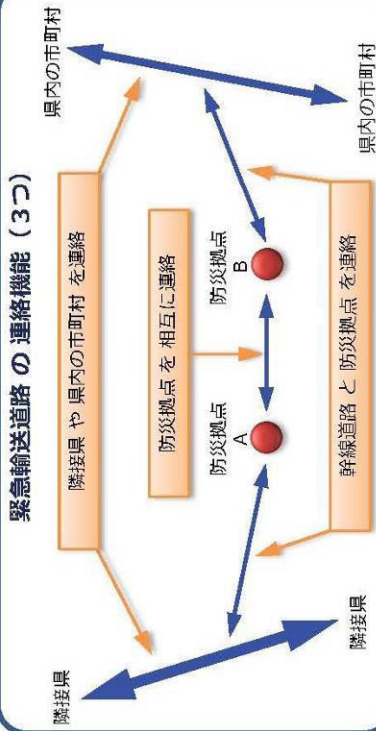 緊急輸送道路 の 連絡機能 (3つ)
隣接県
県内の市町村
隣接県 や 県内の市町村 を連絡
防災拠点 を 相互に連絡
防災拠点
A
防災拠点
B
幹線道路 と 防災拠点 を連絡
隣接県
県内の市町村